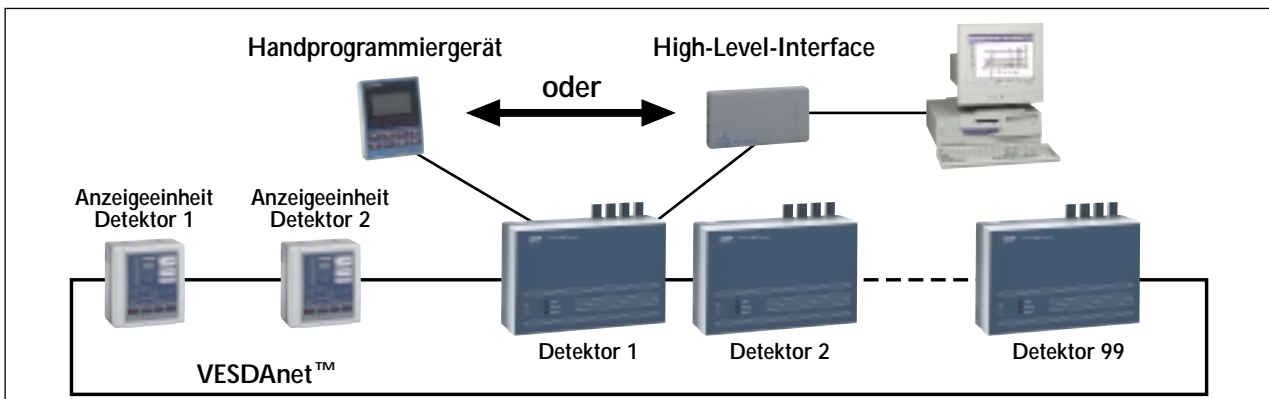 Handprogrammiergerät
High-Level-Interface
oder
Anzeigeeinheit
Detektor 1
Anzeigeeinheit
Detektor 2
Detektor 1
Detektor 2
Detektor 99
VESDAnet™